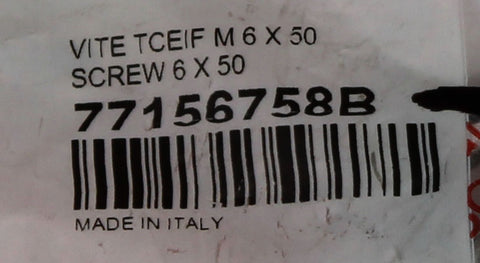 VITE TCEIF M 6 X 50
SCREW 6 X 50
77156758B
MADE IN ITALY